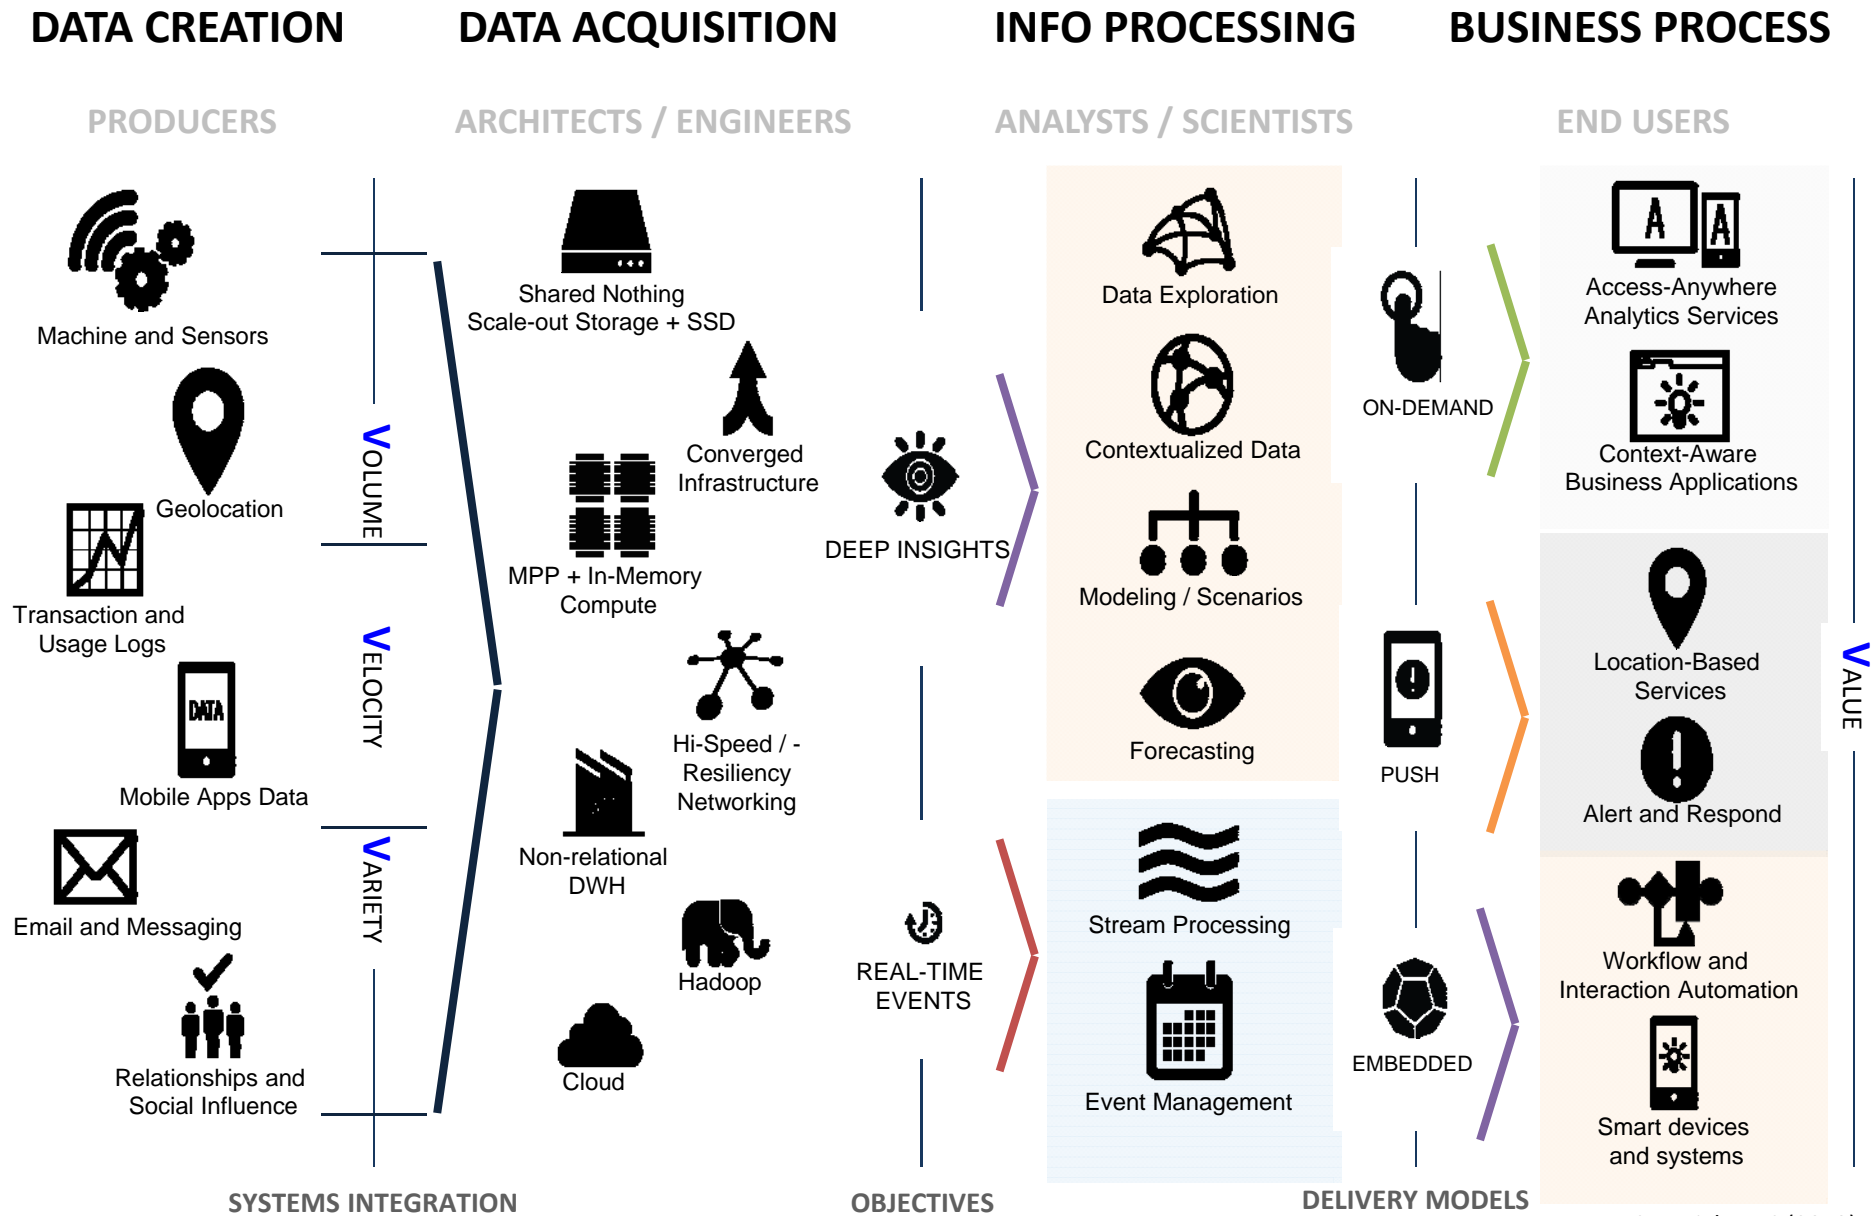 DATA CREATION
DATA ACQUISITION
INFO PROCESSING
BUSINESS PROCESS
PRODUCERS
ARCHITECTS / ENGINEERS
ANALYSTS / SCIENTISTS
END USERS
Machine and Sensors
Geolocation
Transaction and
Usage Logs
DATA
Mobile Apps Data
Email and Messaging
Relationships and
Social Influence
VOLUME
VELOCITY
VARIETY
SYSTEMS INTEGRATION
Shared Nothing
Scale-out Storage + SSD
Converged
Infrastructure
MPP + In-Memory
Compute
Hi-Speed / -
Resiliency
Networking
Non-relational
DWH
Hadoop
Cloud
DEEP INSIGHTS
REAL-TIME
EVENTS
OBJECTIVES
Data Exploration
Contextualized Data
Modeling / Scenarios
Forecasting
Stream Processing
Event Management
ON-DEMAND
PUSH
EMBEDDED
DELIVERY MODELS
A
A
Access-Anywhere
Analytics Services
Context-Aware
Business Applications
Location-Based
Services
Alert and Respond
Workflow and
Interaction Automation
Smart devices
and systems
VALUE